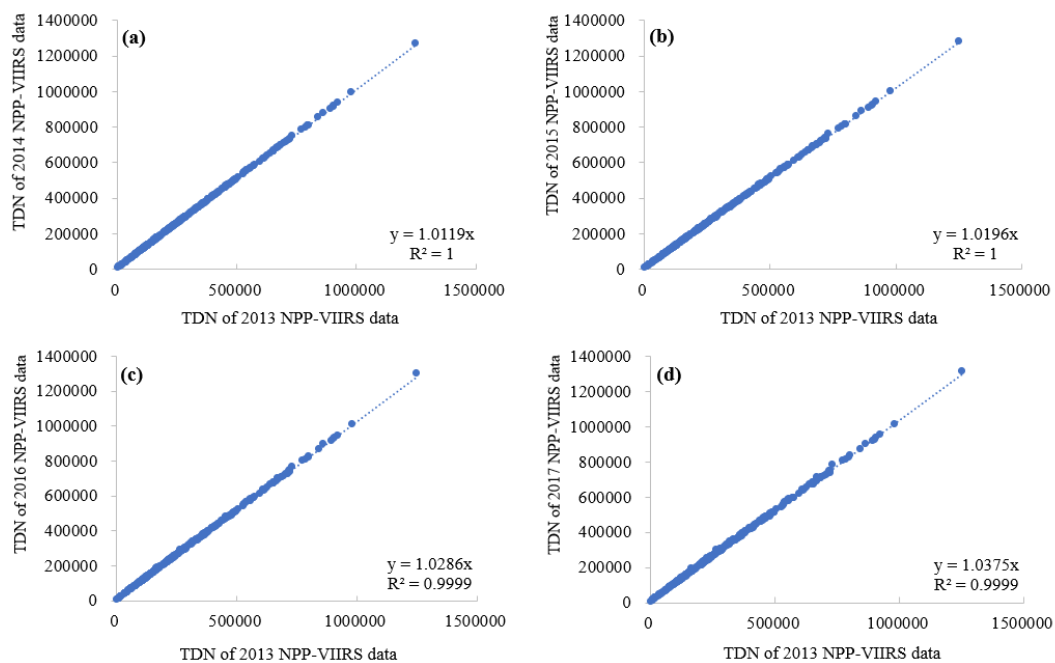 (a)
TDN of 2014 NPP-VIIRS data
1400000
1200000
1000000
800000
600000
400000
200000
0
y = 1.0119x
R² = 1
0 500000 1000000 1500000
TDN of 2013 NPP-VIIRS data
(b)
TDN of 2015 NPP-VIIRS data
1400000
1200000
1000000
800000
600000
400000
200000
0
y = 1.0196x
R² = 1
0 500000 1000000 1500000
TDN of 2013 NPP-VIIRS data
(c)
TDN of 2016 NPP-VIIRS data
1400000
1200000
1000000
800000
600000
400000
200000
0
y = 1.0286x
R² = 0.9999
0 500000 1000000 1500000
TDN of 2013 NPP-VIIRS data
(d)
TDN of 2017 NPP-VIIRS data
1400000
1200000
1000000
800000
600000
400000
200000
0
y = 1.0375x
R² = 0.9999
0 500000 1000000 1500000
TDN of 2013 NPP-VIIRS data